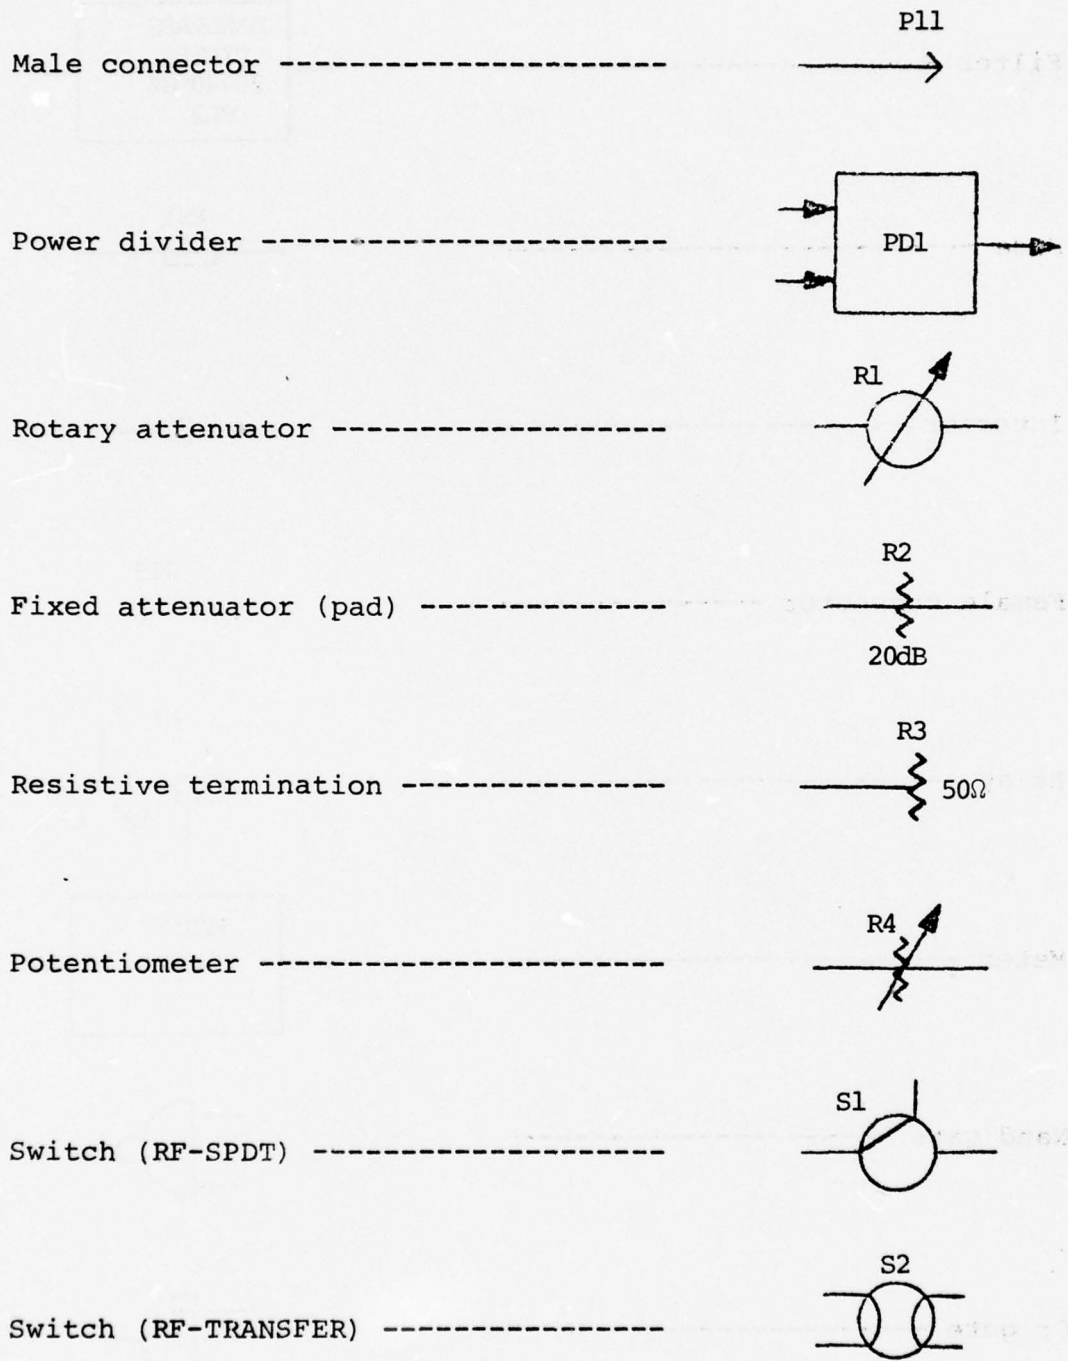 P11
Male connector ---------------------
Power divider ----------------------
PD1
R1
Rotary attenuator ------------------
R2
Fixed attenuator (pad) -------------
20dB
R3
Resistive termination --------------
50Ω
R4
Potentiometer ----------------------
S1
Switch (RF-SPDT) -------------------
S2
Switch (RF-TRANSFER) ---------------